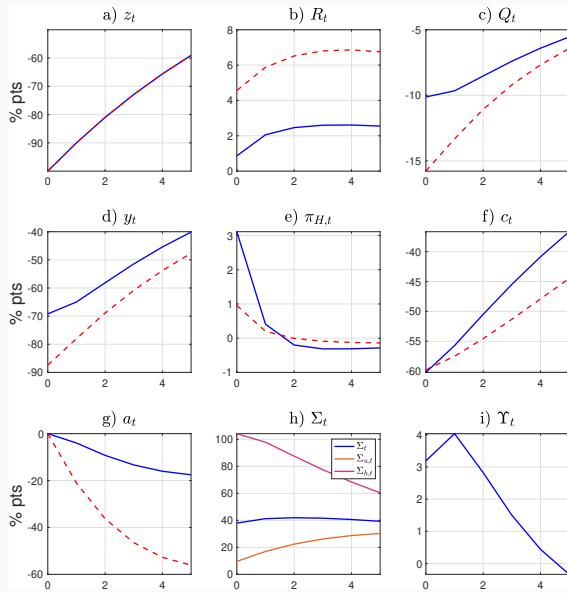 a) z_t
b) R_t
c) Q_t
% pts
-60
-70
-80
-90
0 2 4
8
6
4
2
0
0 2 4
-5
-10
-15
0 2 4
d) y_t
e) π_{H,t}
f) c_t
% pts
-40
-50
-60
-70
-80
-90
0 2 4
3
2
1
0
-1
0 2 4
-40
-45
-50
-55
-60
0 2 4
g) a_t
h) Σ_t
i) Υ_t
% pts
0
-20
-40
-60
0 2 4
100
80
60
40
20
0
0 2 4
Σ_t
Σ_{u,t}
Σ_{h,t}
4
3
2
1
0
0 2 4